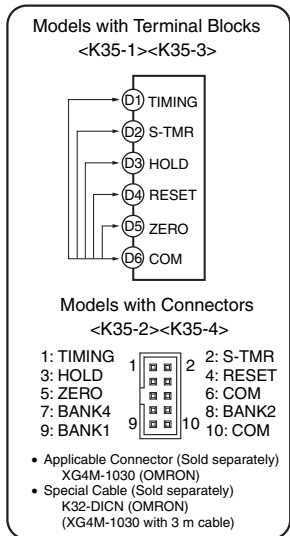 Models with Terminal Blocks
<K35-1><K35-3>
D1 TIMING
D2 S-TMR
D3 HOLD
D4 RESET
D5 ZERO
D6 COM
Models with Connectors
<K35-2><K35-4>
1: TIMING 1 2 2: S-TMR
3: HOLD 4: RESET
5: ZERO 6: COM
7: BANK4 8: BANK2
9: BANK1 9 10 10: COM
• Applicable Connector (Sold separately)
XG4M-1030 (OMRON)
• Special Cable (Sold separately)
K32-DICN (OMRON)
(XG4M-1030 with 3 m cable)